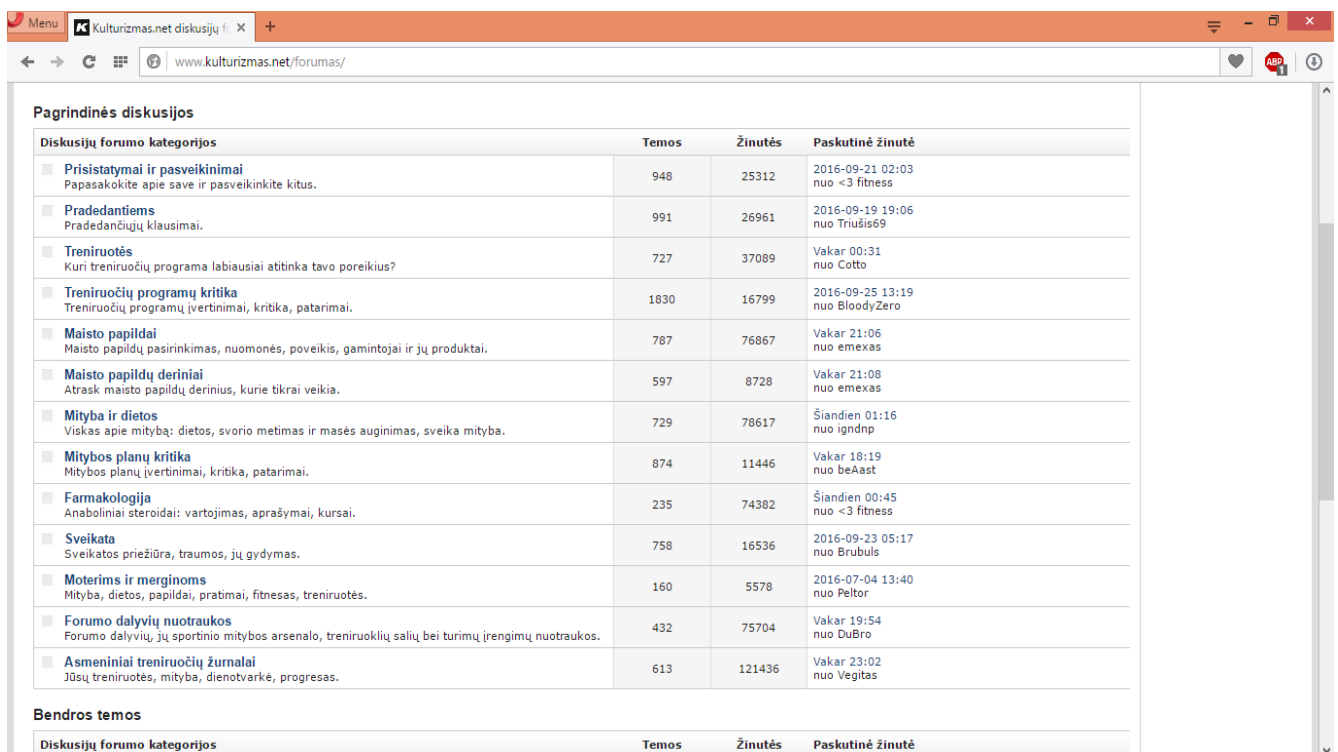 Menu
Kulturizmas.net diskusijų fo
www.kulturizmas.net/forumas/
ABP
1
Pagrindinės diskusijos
Diskusijų forumo kategorijos Temos Žinutės Paskutinė žinutė
Prisistatymai ir pasveikinimai
Papasakokite apie save ir pasveikinkite kitus.
948 25312
2016-09-21 02:03
nuo <3 fitness
Pradedantiems
Pradedančiųjų klausimai.
991 26961
2016-09-19 19:06
nuo Triušis69
Treniruotės
Kuri treniruočių programa labiausiai atitinka tavo poreikius?
727 37089
Vakar 00:31
nuo Cotto
Treniruočių programų kritika
Treniruočių programų įvertinimai, kritika, patarimai.
1830 16799
2016-09-25 13:19
nuo BloodyZero
Maisto papildai
Maisto papildų pasirinkimas, nuomonės, poveikis, gamintojai ir jų produktai.
787 76867
Vakar 21:06
nuo emexas
Maisto papildų deriniai
Atrask maisto papildų derinius, kurie tikrai veikia.
597 8728
Vakar 21:08
nuo emexas
Mityba ir dietos
Viskas apie mitybą: dietos, svorio metimas ir masės auginimas, sveika mityba.
729 78617
Šiandien 01:16
nuo igndnp
Mitybos planų kritika
Mitybos planų įvertinimai, kritika, patarimai.
874 11446
Vakar 18:19
nuo beAast
Farmakologija
Anaboliniai steroidai: vartojimas, aprašymai, kursai.
235 74382
Šiandien 00:45
nuo <3 fitness
Sveikata
Sveikatos priežiūra, traumos, jų gydymas.
758 16536
2016-09-23 05:17
nuo Brubuls
Moterims ir merginoms
Mityba, dietos, papildai, pratimai, fitnesas, treniruotės.
160 5578
2016-07-04 13:40
nuo Peltor
Forumo dalyvių nuotraukos
Forumo dalyvių, jų sportinio mitybos arsenalo, treniruoklių salių bei turimų įrengimų nuotraukos.
432 75704
Vakar 19:54
nuo DuBro
Asmeniniai treniruočių žurnalai
Jūsų treniruotės, mityba, dienotvarkė, progresas.
613 121436
Vakar 23:02
nuo Vegitas
Bendros temos
Diskusijų forumo kategorijos Temos Žinutės Paskutinė žinutė